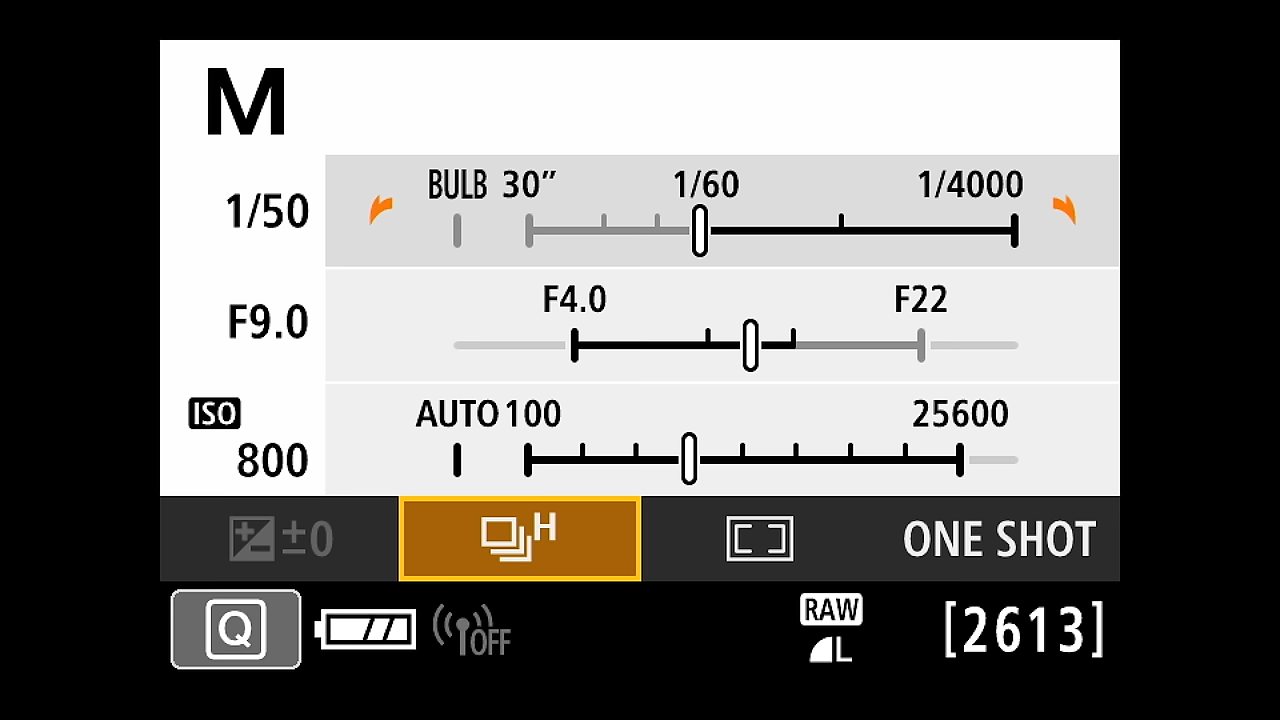 M
1/50 BULB 30” 1/60 1/4000
F9.0 F4.0 F22
ISO 800 AUTO 100 25600
±0 H ONE SHOT
Q OFF RAW L [2613]